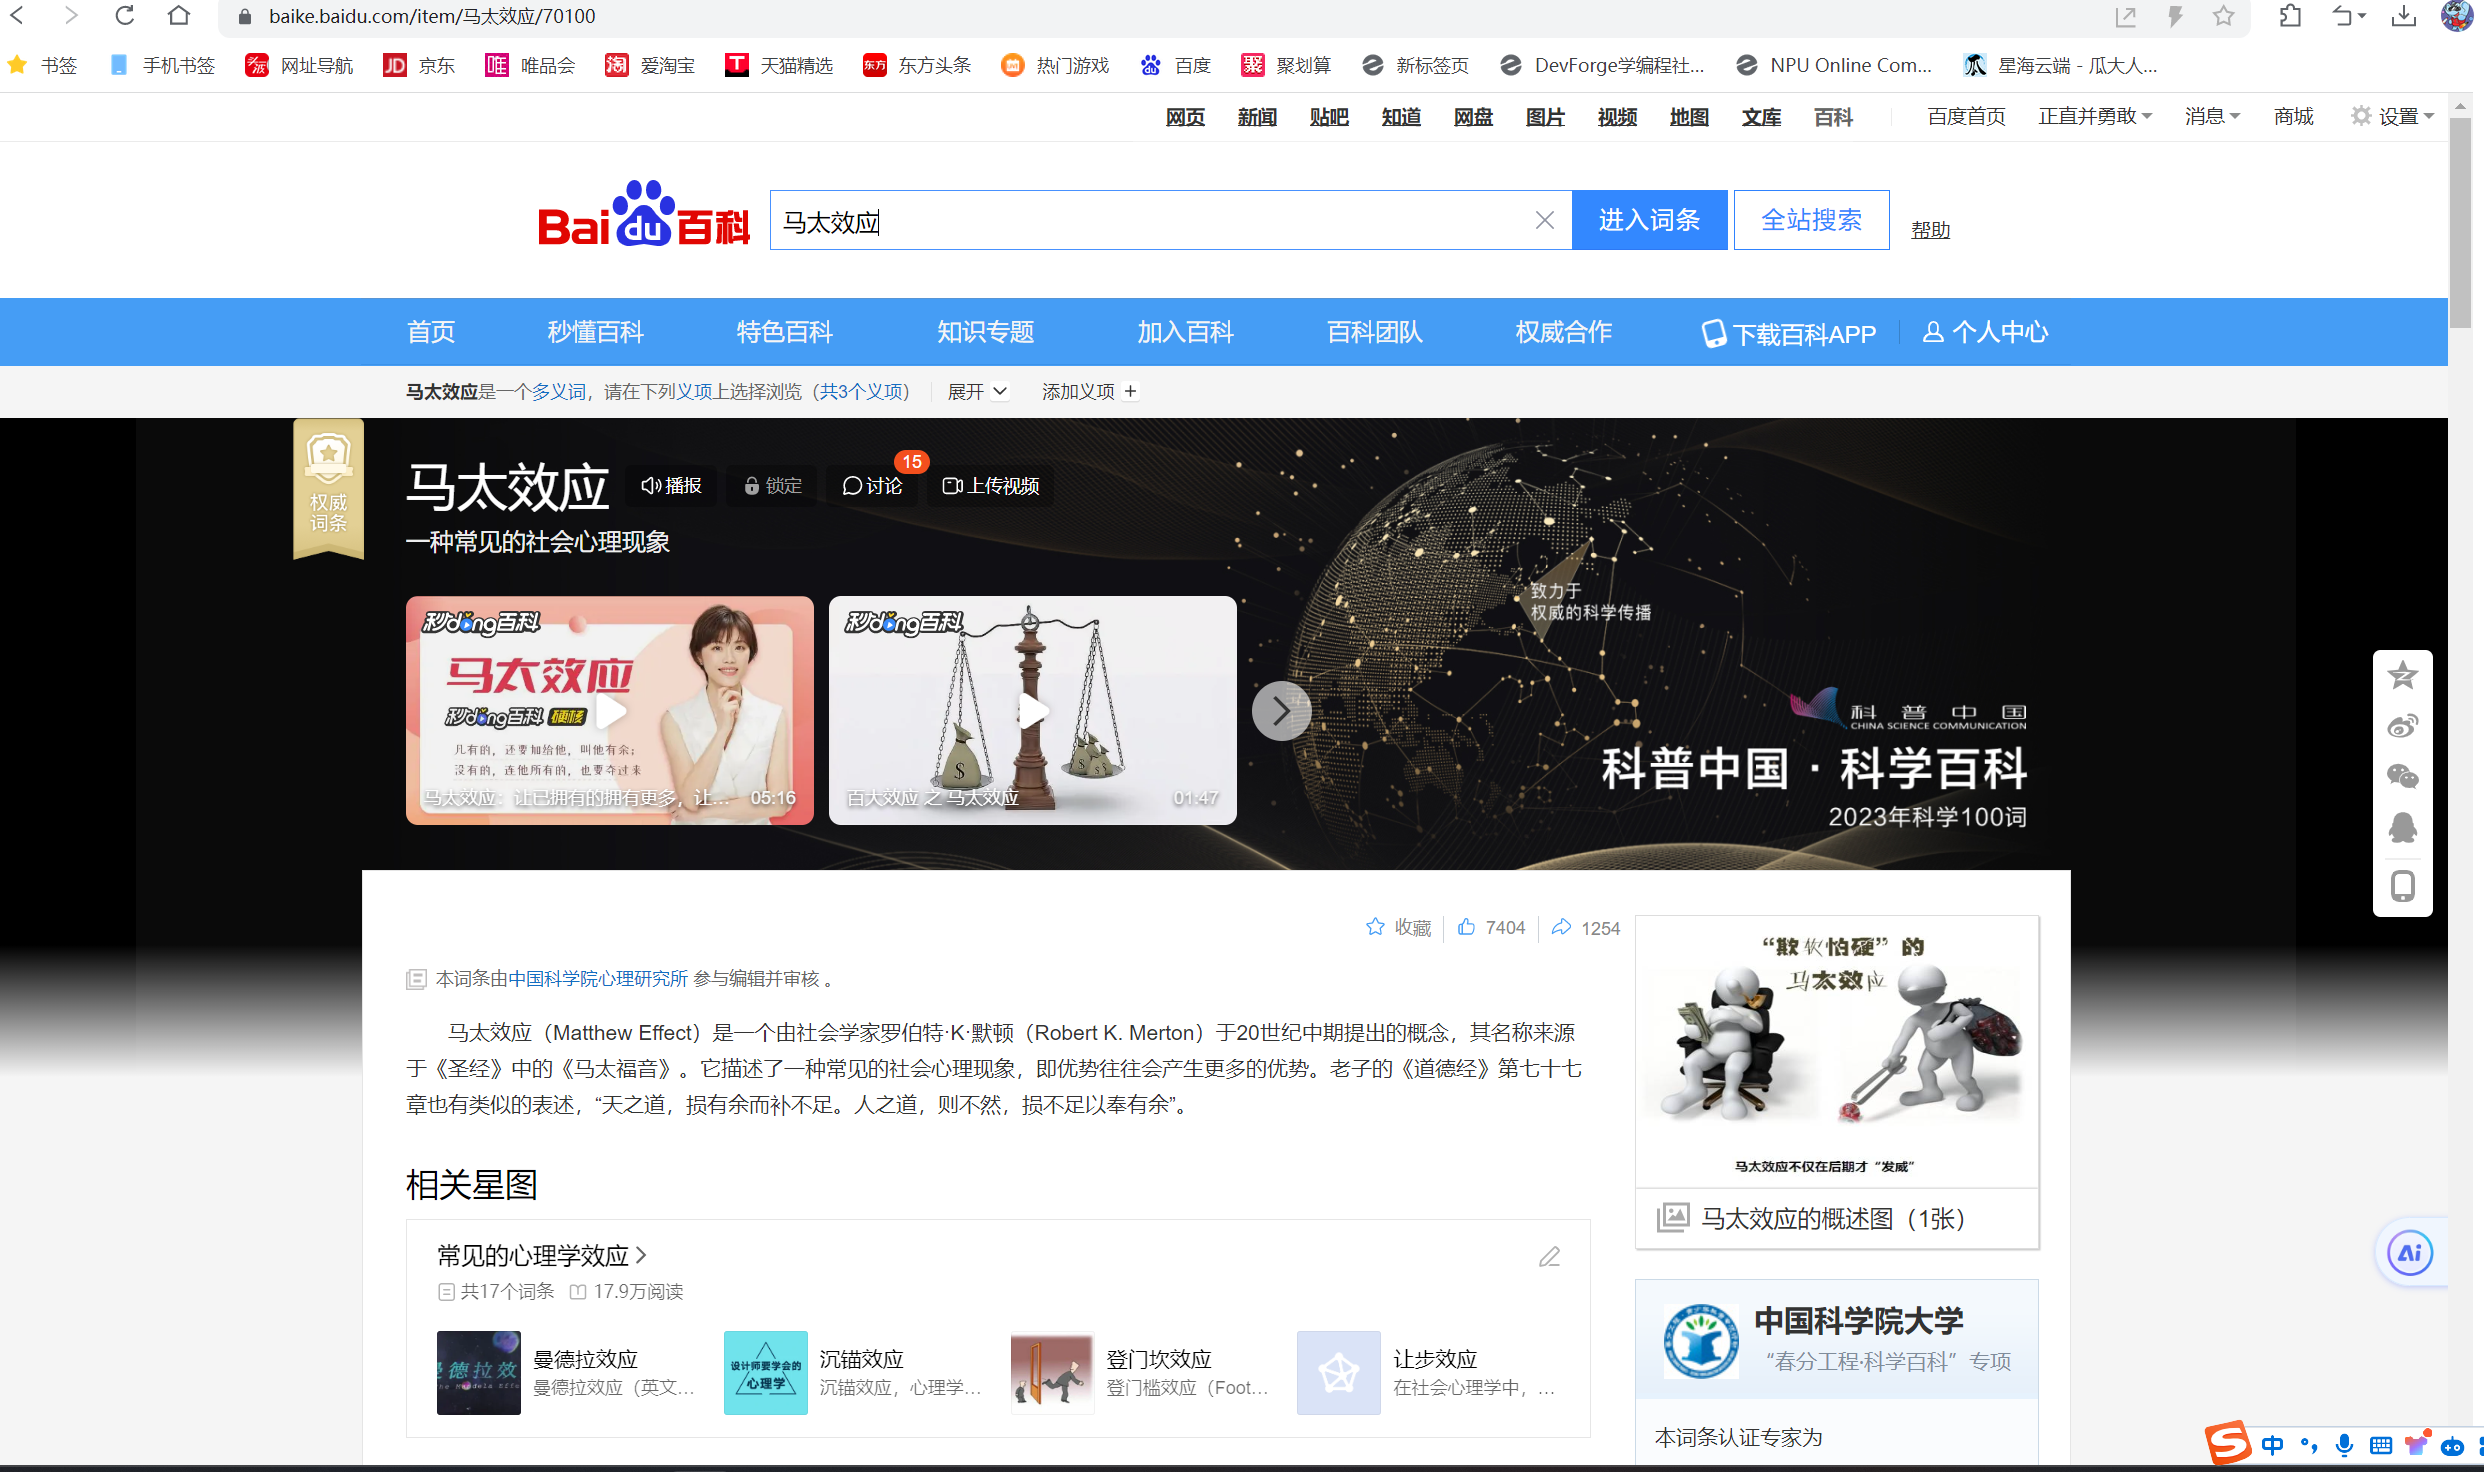 baike.baidu.com/item/马太效应/70100
书签 手机书签 网址导航 JD 京东 唯 唯品会 淘 爱淘宝 T 天猫精选 东方 东方头条 热门游戏 百度 聚 聚划算 新标签页 DevForge学编程社... NPU Online Com... 星海云端 - 瓜大人...
网页 新闻 贴吧 知道 网盘 图片 视频 地图 文库 百科 百度首页 正直并勇敢 消息 商城 设置
Baidu百科 马太效应 进入词条 全站搜索 帮助
首页 秒懂百科 特色百科 知识专题 加入百科 百科团队 权威合作 下载百科APP 个人中心
马太效应是一个多义词，请在下列义项上选择浏览（共3个义项） 展开 添加义项
权威
词条
马太效应 播报 锁定 讨论 15 上传视频
一种常见的社会心理现象
秒dong百科
马太效应
秒dong百科 硬核
凡有的，还要加给他，叫他有余；
没有的，连他所有的，也要夺过来
马太效应：让已拥有的拥有更多，让... 05:16
秒dong百科
百大效应 之 马太效应 01:47
致力于
权威的科学传播
科普中国
CHINA SCIENCE COMMUNICATION
科普中国·科学百科
2023年科学100词
收藏 7404 1254
本词条由中国科学院心理研究所 参与编辑并审核 。
马太效应（Matthew Effect）是一个由社会学家罗伯特·K·默顿（Robert K. Merton）于20世纪中期提出的概念，其名称来源
于《圣经》中的《马太福音》。它描述了一种常见的社会心理现象，即优势往往会产生更多的优势。老子的《道德经》第七十七
章也有类似的表述，“天之道，损有余而补不足。人之道，则不然，损不足以奉有余”。
“欺软怕硬”的
马太效应
马太效应不仅在后期才“发威”
马太效应的概述图（1张）
相关星图
常见的心理学效应
共17个词条 17.9万阅读
曼德拉效应
曼德拉效应（英文...
设计师要学会的
心理学
沉锚效应
沉锚效应，心理学...
登门坎效应
登门槛效应（Foot...
让步效应
在社会心理学中，...
中国科学院大学
“春分工程·科学百科”专项
本词条认证专家为
Ai
S 中